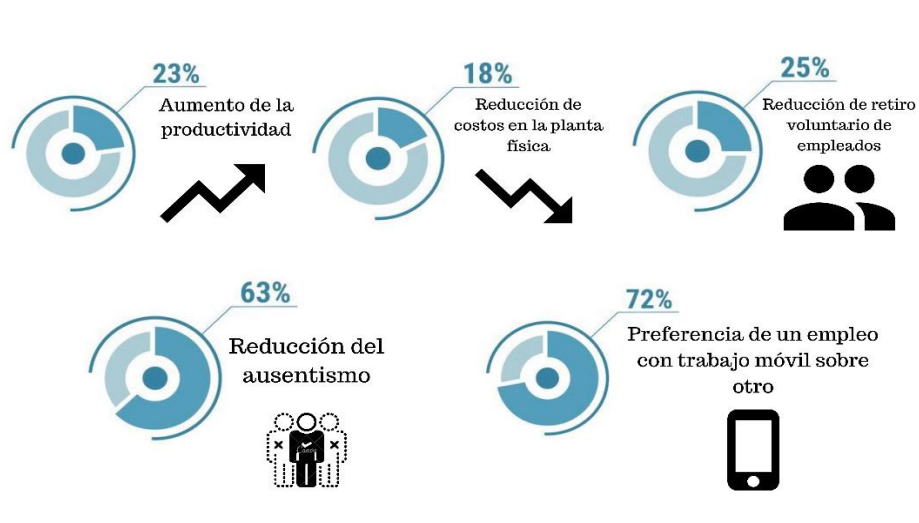 23%
Aumento de la
productividad
18%
Reducción de
costos en la planta
física
25%
Reducción de retiro
voluntario de
empleados
63%
Reducción del
ausentismo
Canva
72%
Preferencia de un empleo
con trabajo móvil sobre
otro